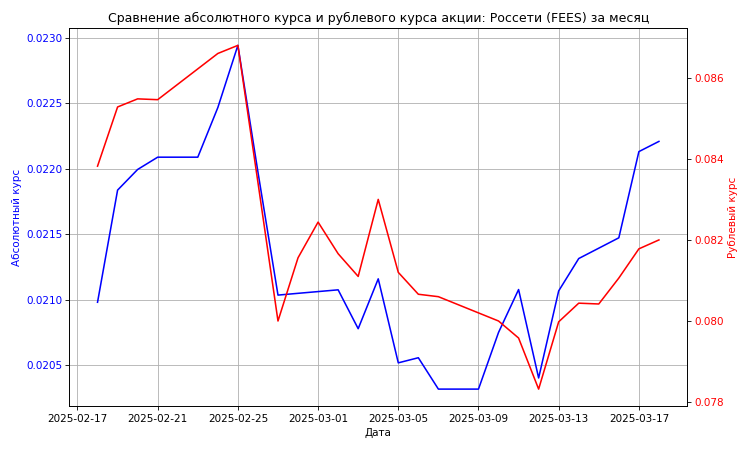 Сравнение абсолютного курса и рублевого курса акции: Россети (FEES) за месяц
0.0230
0.0225
0.0220
0.0215
0.0210
0.0205
Абсолютный курс
0.086
0.084
0.082
0.080
0.078
Рублевый курс
2025-02-17 2025-02-21 2025-02-25 2025-03-01 2025-03-05 2025-03-09 2025-03-13 2025-03-17
Дата